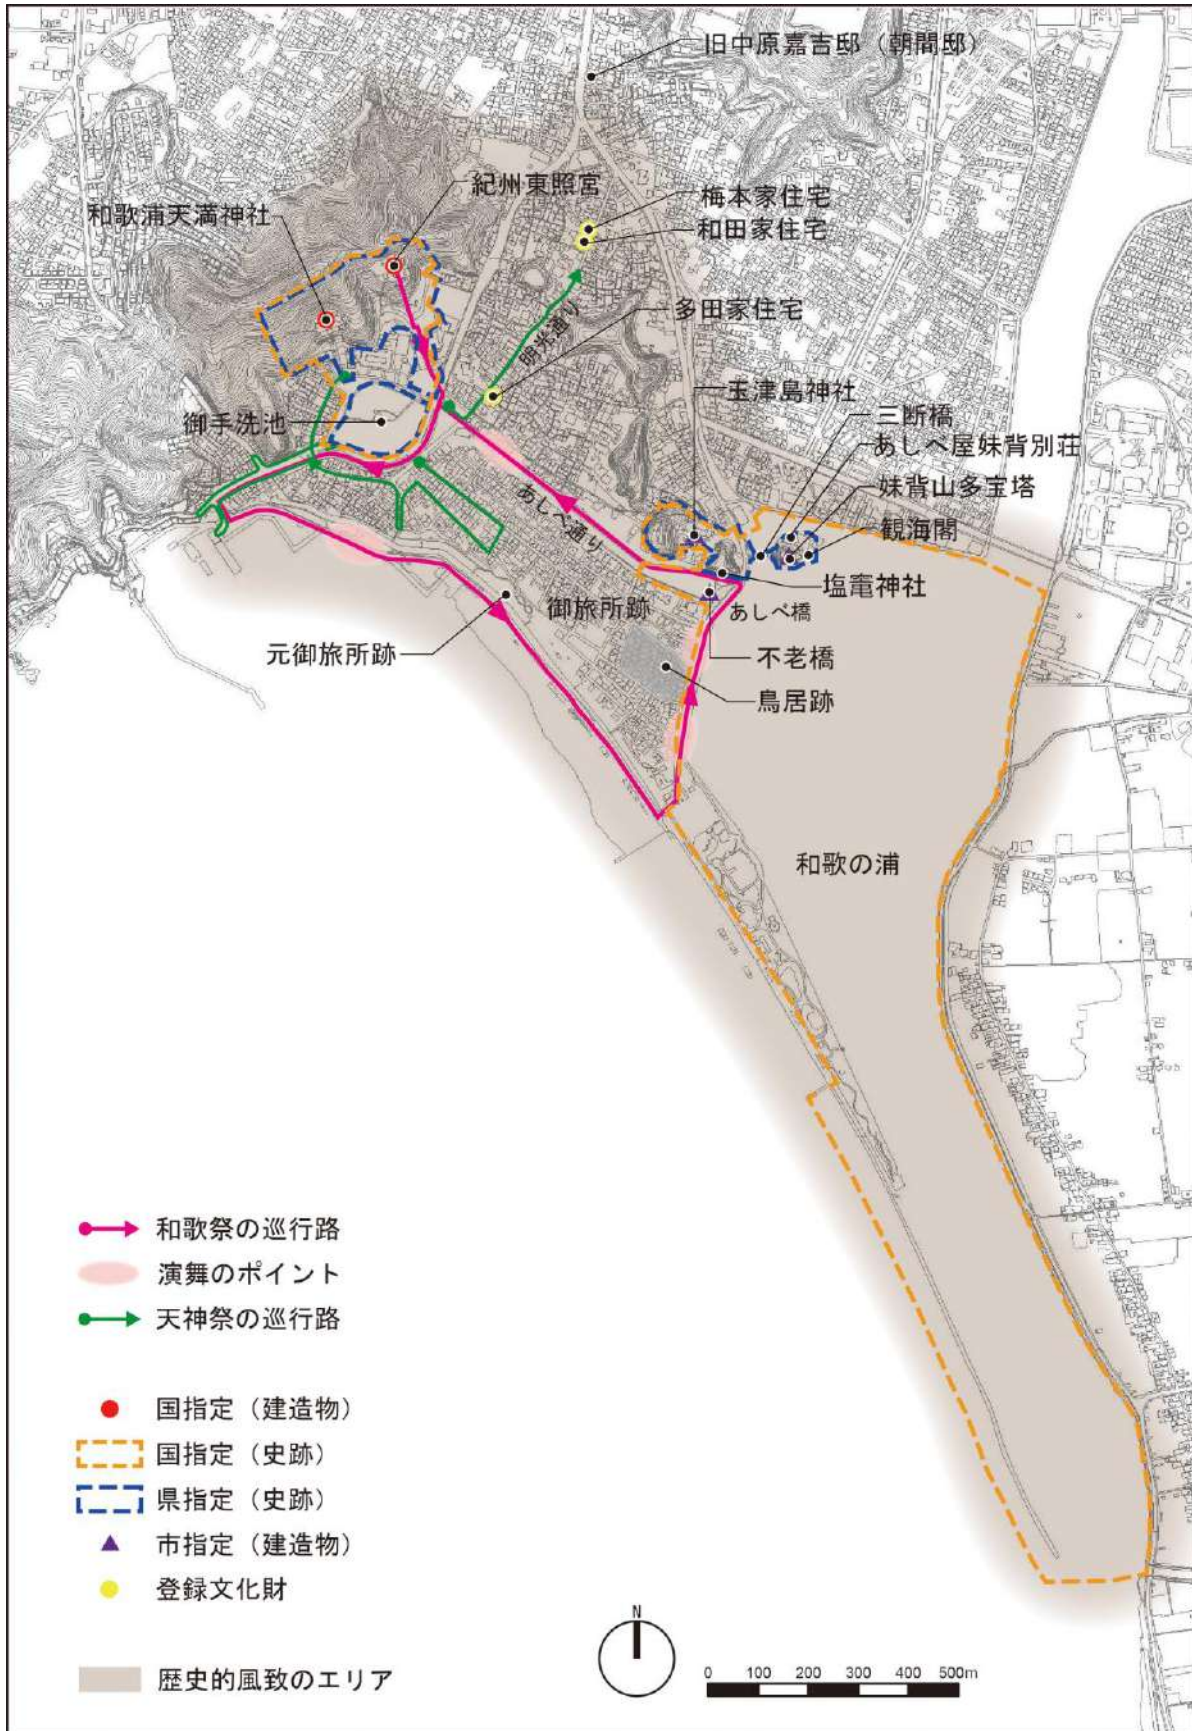 旧中原嘉吉邸（朝間邸）
紀州東照宮
梅本家住宅
和歌浦天満神社
和田家住宅
多田家住宅
明光通り
玉津島神社
御手洗池
三断橋
あしべ屋妹背別荘
妹背山多宝塔
観海閣
あしべ通り
塩竈神社
御旅所跡
あしべ橋
元御旅所跡
不老橋
鳥居跡
和歌の浦
和歌祭の巡行路
演舞のポイント
天神祭の巡行路
国指定（建造物）
国指定（史跡）
県指定（史跡）
市指定（建造物）
登録文化財
歴史的風致のエリア
N
0 100 200 300 400 500m